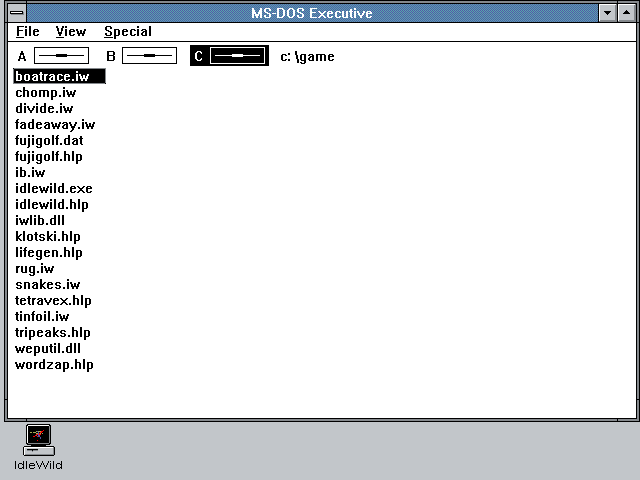 MS-DOS Executive
File View Special
A B C c: \game
boatrace.iw
chomp.iw
divide.iw
fadeaway.iw
fujigolf.dat
fujigolf.hlp
ib.iw
idlewild.exe
idlewild.hlp
iwlib.dll
klotski.hlp
lifegen.hlp
rug.iw
snakes.iw
tetravex.hlp
tinfoil.iw
tripeaks.hlp
weputil.dll
wordzap.hlp
IdleWild